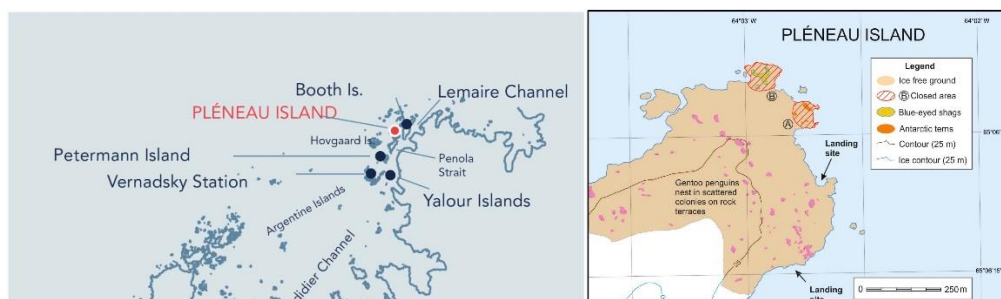 Booth Is.
Lemaire Channel
PLÉNEAU ISLAND
Hovgaard Is.
Petermann Island
Penola
Strait
Vernadsky Station
Yalour Islands
Argentine Islands
didier Channel
64°03'W
64°02'W
PLÉNEAU ISLAND
Legend
Ice free ground
B Closed area
Blue-eyed shags
Antarctic terns
Contour (25 m)
Ice contour (25 m)
B
A
65°06'
Landing
site
Gentoo penguins
nest in scattered
colonies on rock
terraces
25
65°06'15"
Landing
site
0 250 m